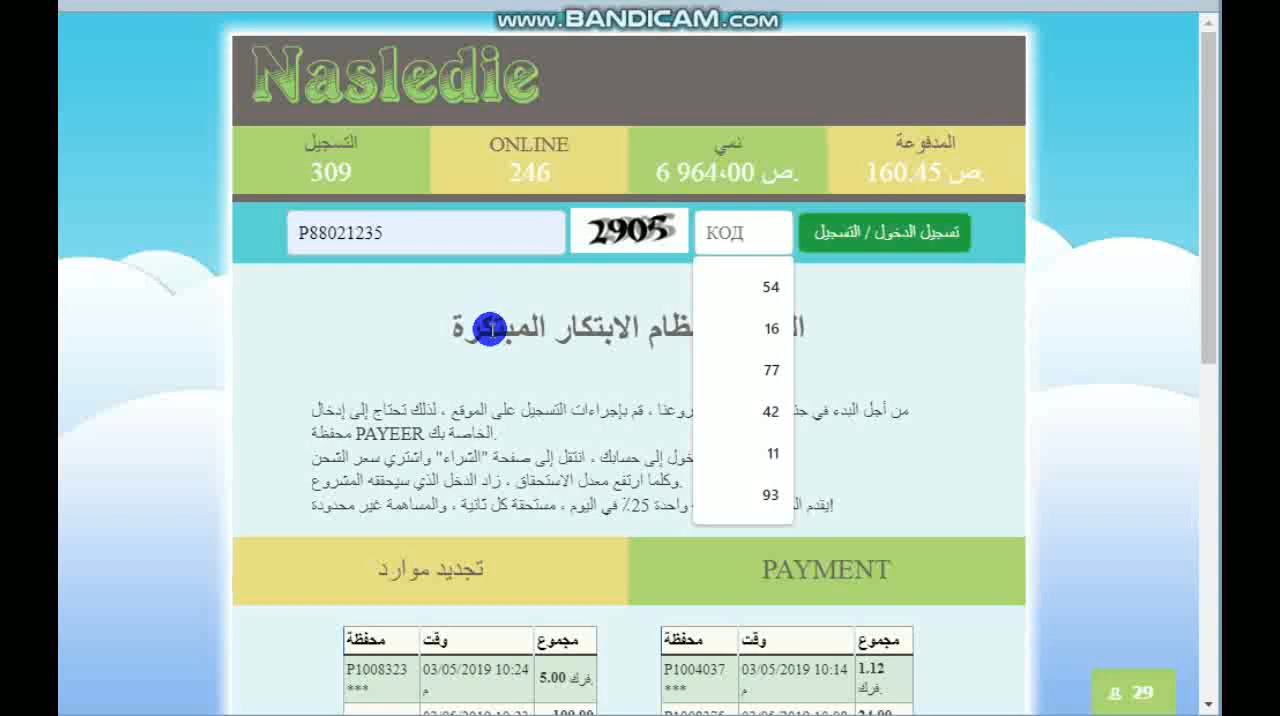 www.BANDICAM.com
Nasledie
التسجيل
309
ONLINE
246
نمي
6 964،00 ص.
المدفوعة
160.45 ص.
P88021235
2905
КОД
تسجيل الدخول / التسجيل
54
16
77
42
11
93
ظام الابتكار المبتكرة
من أجل البدء في روعنا ، قم بإجراءات التسجيل على الموقع ، لذلك تحتاج إلى إدخال
محفظة PAYEER الخاصة بك.
إلى حسابك ، انتقل إلى صفحة "الشراء" واشتري سعر الشحن
وكلما ارتفع معدل الاستحقاق ، زاد الدخل الذي سيحققه المشروع.
يقدم واحدة 25٪ في اليوم ، مستحقة كل ثانية ، والمساهمة غير محدودة!
تجديد موارد
PAYMENT
محفظة وقت مجموع
P1008323*** 03/05/2019 10:24 م 5.00 فرك.
محفظة وقت مجموع
P1004037*** 03/05/2019 10:14 م 1.12 فرك.
29